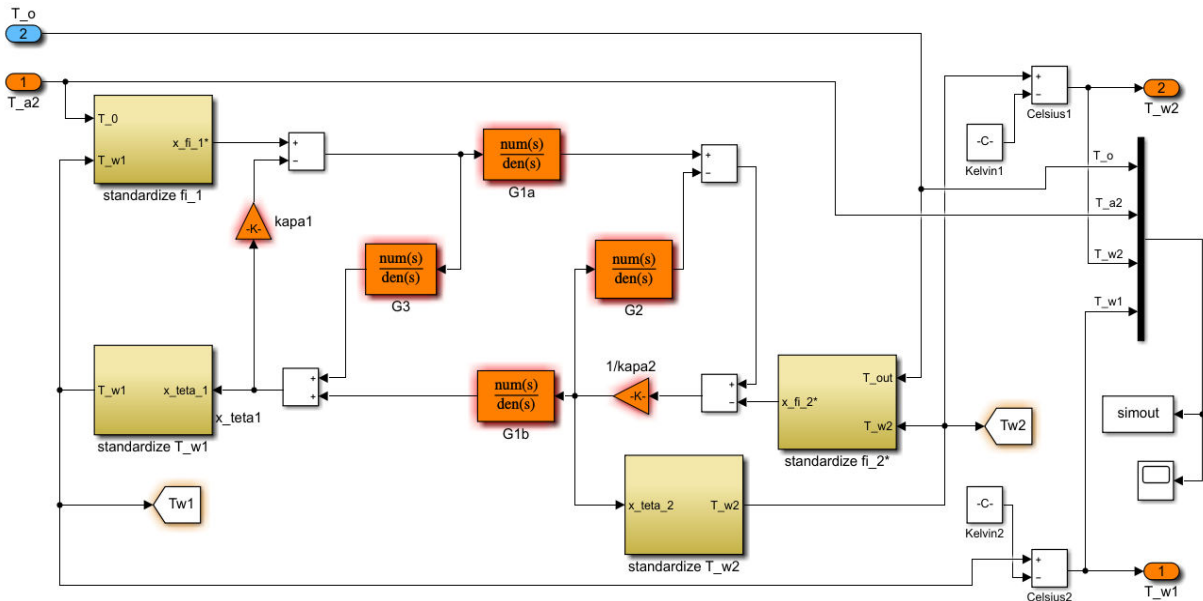 T_o
2
1
T_a2
T_0
T_w1
x_fi_1*
standardize fi_1
+
−
-K-
kapa1
num(s)
den(s)
G1a
+
−
num(s)
den(s)
G3
num(s)
den(s)
G2
T_w1
x_teta_1
standardize T_w1
x_teta1
+
+
num(s)
den(s)
G1b
1/kapa2
-K-
+
−
T_out
x_fi_2*
T_w2
standardize fi_2*
x_teta_2
T_w2
standardize T_w2
Tw1
Tw2
-C-
Kelvin1
+
−
Celsius1
2
T_w2
T_o
T_a2
T_w2
T_w1
simout
-C-
Kelvin2
+
−
Celsius2
1
T_w1